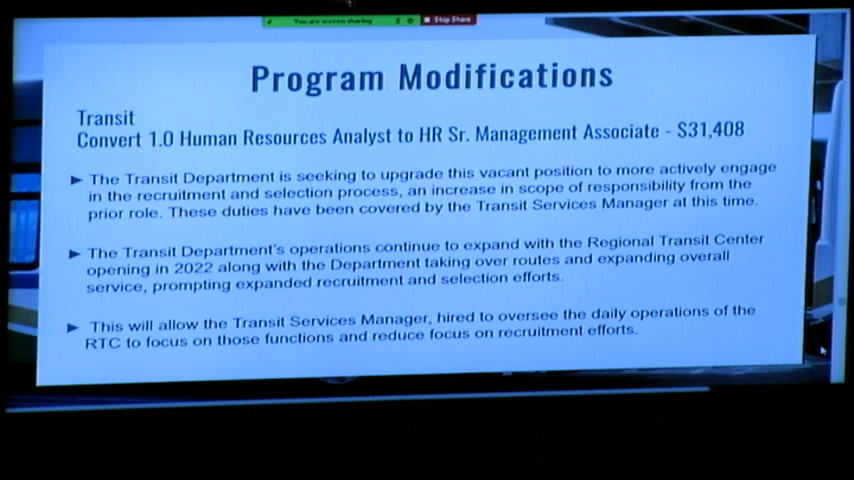 You are screen sharing
Stop Share
Program Modifications
Transit
Convert 1.0 Human Resources Analyst to HR Sr. Management Associate - $31,408
► The Transit Department is seeking to upgrade this vacant position to more actively engage
in the recruitment and selection process, an increase in scope of responsibility from the
prior role. These duties have been covered by the Transit Services Manager at this time.
► The Transit Department's operations continue to expand with the Regional Transit Center
opening in 2022 along with the Department taking over routes and expanding overall
service, prompting expanded recruitment and selection efforts.
► This will allow the Transit Services Manager, hired to oversee the daily operations of the
RTC to focus on those functions and reduce focus on recruitment efforts.